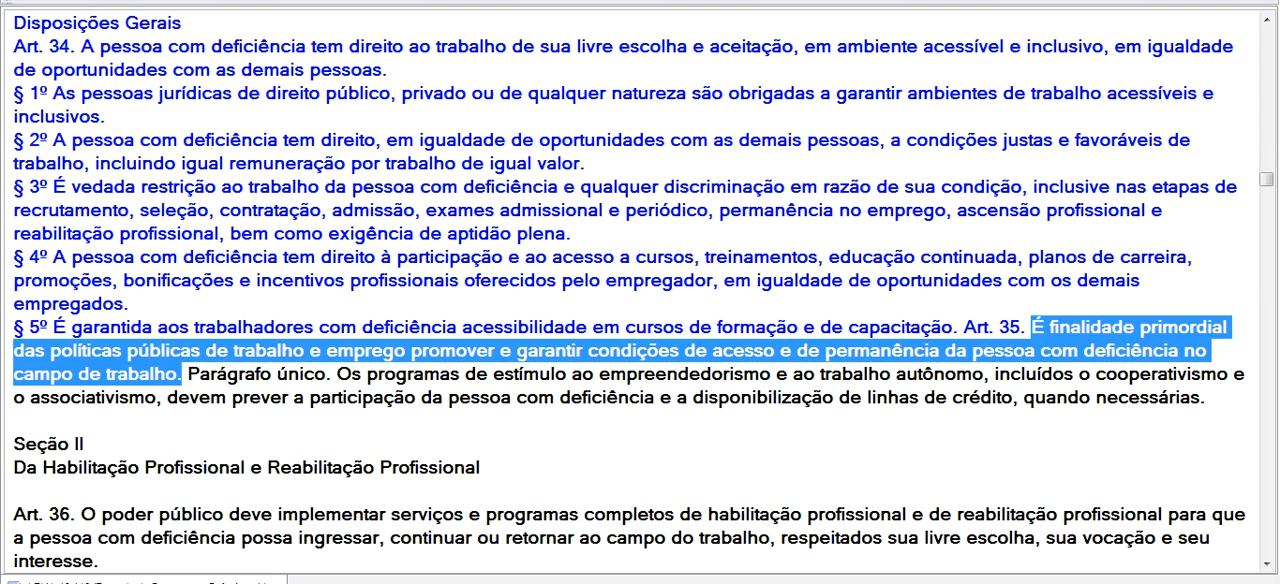 Disposições Gerais
Art. 34. A pessoa com deficiência tem direito ao trabalho de sua livre escolha e aceitação, em ambiente acessível e inclusivo, em igualdade
de oportunidades com as demais pessoas.
§ 1º As pessoas jurídicas de direito público, privado ou de qualquer natureza são obrigadas a garantir ambientes de trabalho acessíveis e
inclusivos.
§ 2º A pessoa com deficiência tem direito, em igualdade de oportunidades com as demais pessoas, a condições justas e favoráveis de
trabalho, incluindo igual remuneração por trabalho de igual valor.
§ 3º É vedada restrição ao trabalho da pessoa com deficiência e qualquer discriminação em razão de sua condição, inclusive nas etapas de
recrutamento, seleção, contratação, admissão, exames admissional e periódico, permanência no emprego, ascensão profissional e
reabilitação profissional, bem como exigência de aptidão plena.
§ 4º A pessoa com deficiência tem direito à participação e ao acesso a cursos, treinamentos, educação continuada, planos de carreira,
promoções, bonificações e incentivos profissionais oferecidos pelo empregador, em igualdade de oportunidades com os demais
empregados.
§ 5º É garantida aos trabalhadores com deficiência acessibilidade em cursos de formação e de capacitação. Art. 35. É finalidade primordial
das políticas públicas de trabalho e emprego promover e garantir condições de acesso e de permanência da pessoa com deficiência no
campo de trabalho. Parágrafo único. Os programas de estímulo ao empreendedorismo e ao trabalho autônomo, incluídos o cooperativismo e
o associativismo, devem prever a participação da pessoa com deficiência e a disponibilização de linhas de crédito, quando necessárias.
Seção II
Da Habilitação Profissional e Reabilitação Profissional
Art. 36. O poder público deve implementar serviços e programas completos de habilitação profissional e de reabilitação profissional para que
a pessoa com deficiência possa ingressar, continuar ou retornar ao campo do trabalho, respeitados sua livre escolha, sua vocação e seu
interesse.